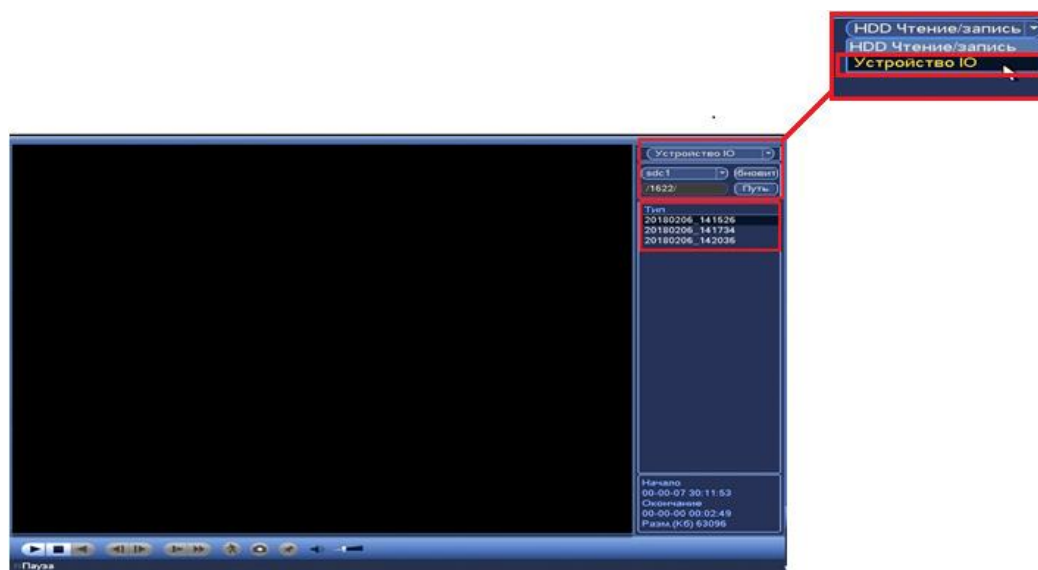 HDD Чтение/запись
HDD Чтение/запись
Устройство IO
Устройство IO
sdc1 бновит
/1622/ Путь
Тип
20180206_141526
20180206_141734
20180206_142036
Начало
00-00-07 30:11:53
Окончание
00-00-00 00:02:49
Разм.(Кб) 63096
Пауза